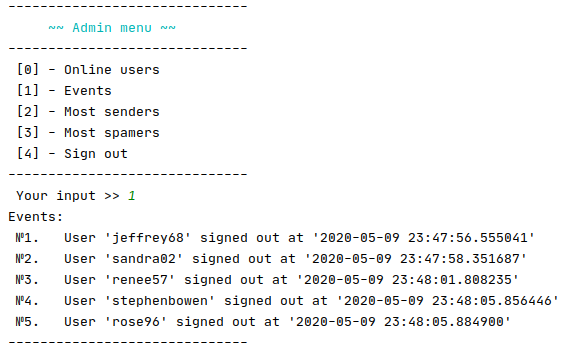 ------------------------------
~~ Admin menu ~~
------------------------------
[0] - Online users
[1] - Events
[2] - Most senders
[3] - Most spamers
[4] - Sign out
------------------------------
Your input >> 1
Events:
№1.   User 'jeffrey68' signed out at '2020-05-09 23:47:56.555041'
№2.   User 'sandra02' signed out at '2020-05-09 23:47:58.351687'
№3.   User 'renee57' signed out at '2020-05-09 23:48:01.808235'
№4.   User 'stephenbowen' signed out at '2020-05-09 23:48:05.856446'
№5.   User 'rose96' signed out at '2020-05-09 23:48:05.884900'
------------------------------